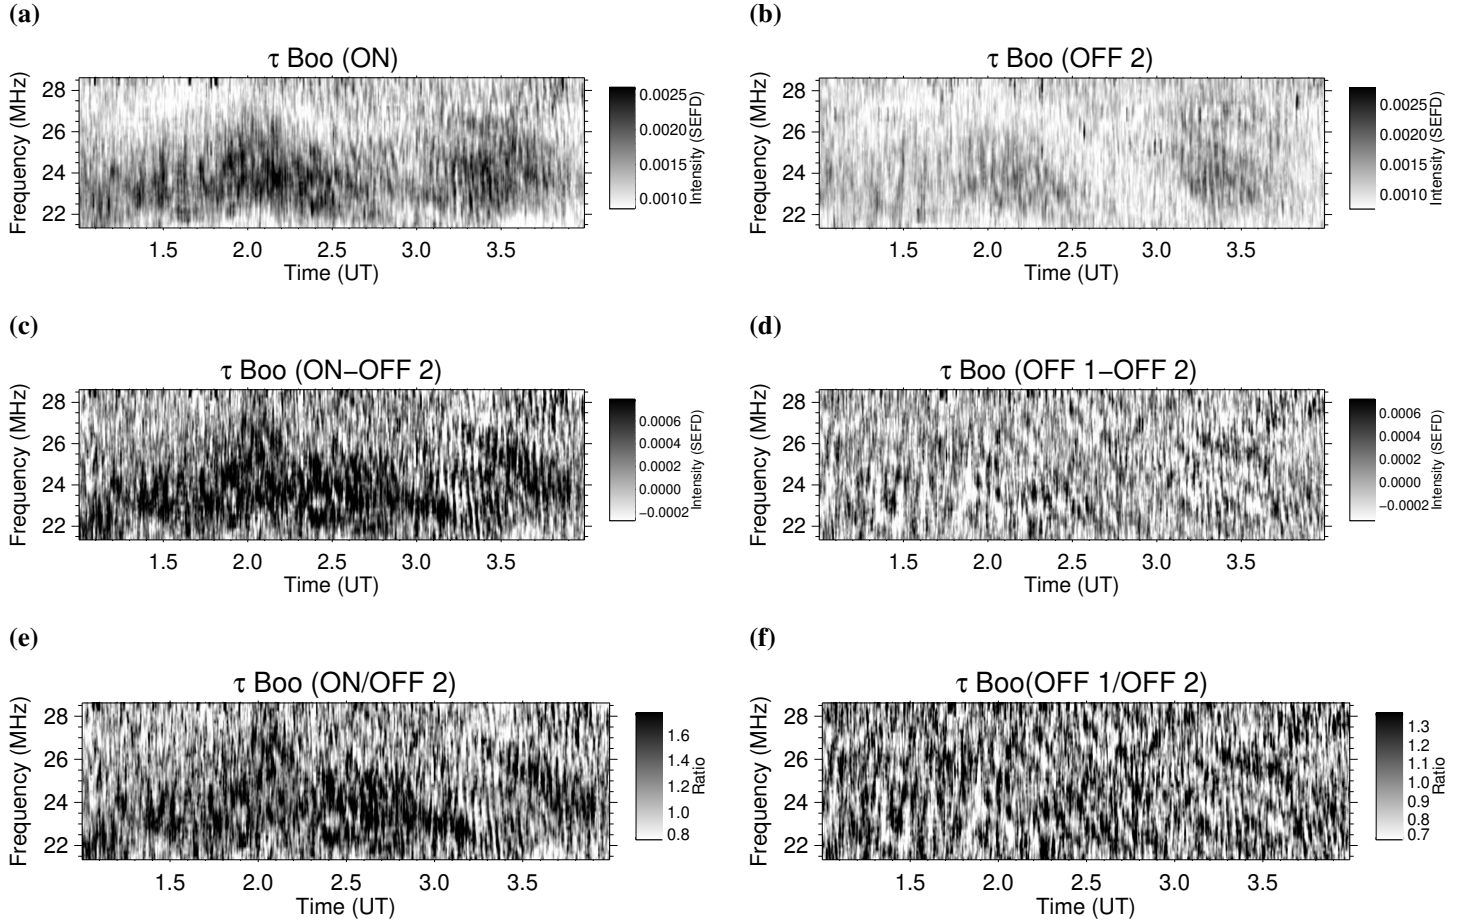 (a)
τ Boo (ON)
Frequency (MHz)
28
26
24
22
1.5 2.0 2.5 3.0 3.5
Time (UT)
0.0025
0.0020
0.0015
0.0010
Intensity (SEFD)
(b)
τ Boo (OFF 2)
Frequency (MHz)
28
26
24
22
1.5 2.0 2.5 3.0 3.5
Time (UT)
0.0025
0.0020
0.0015
0.0010
Intensity (SEFD)
(c)
τ Boo (ON−OFF 2)
Frequency (MHz)
28
26
24
22
1.5 2.0 2.5 3.0 3.5
Time (UT)
0.0006
0.0004
0.0002
0.0000
−0.0002
Intensity (SEFD)
(d)
τ Boo (OFF 1−OFF 2)
Frequency (MHz)
28
26
24
22
1.5 2.0 2.5 3.0 3.5
Time (UT)
0.0006
0.0004
0.0002
0.0000
−0.0002
Intensity (SEFD)
(e)
τ Boo (ON/OFF 2)
Frequency (MHz)
28
26
24
22
1.5 2.0 2.5 3.0 3.5
Time (UT)
1.6
1.4
1.2
1.0
0.8
Ratio
(f)
τ Boo(OFF 1/OFF 2)
Frequency (MHz)
28
26
24
22
1.5 2.0 2.5 3.0 3.5
Time (UT)
1.3
1.2
1.1
1.0
0.9
0.8
0.7
Ratio